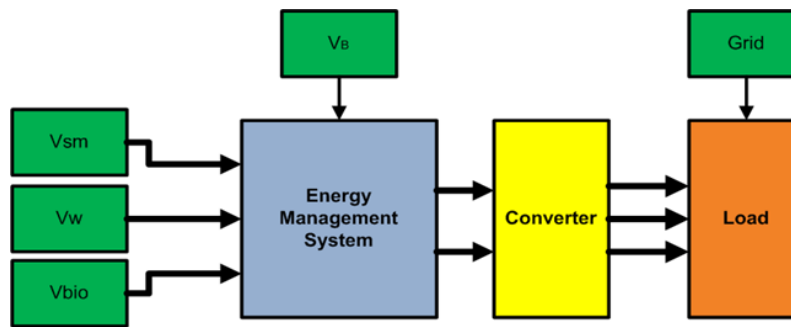 VB
Grid
Vsm
Vw
Vbio
Energy
Management
System
Converter
Load